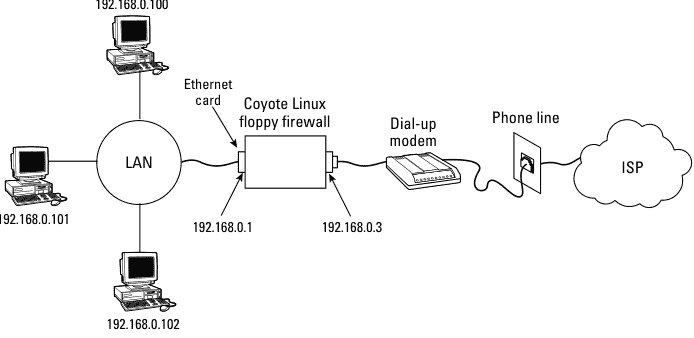 192.168.0.100
Ethernet
card
Coyote Linux
floppy firewall
Dial-up
modem
Phone line
LAN
ISP
192.168.0.101
192.168.0.1
192.168.0.3
192.168.0.102